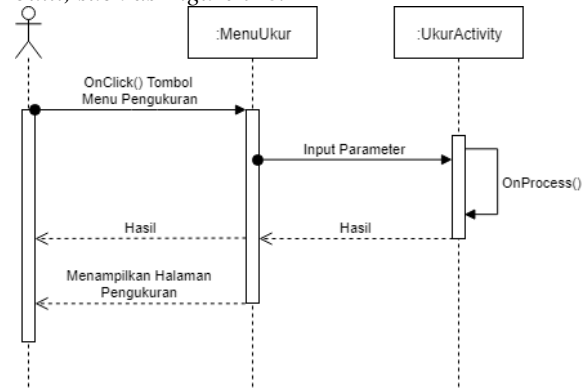 :MenuUkur
:UkurActivity
OnClick() Tombol
Menu Pengukuran
Input Parameter
OnProcess()
Hasil
Hasil
Menampilkan Halaman
Pengukuran